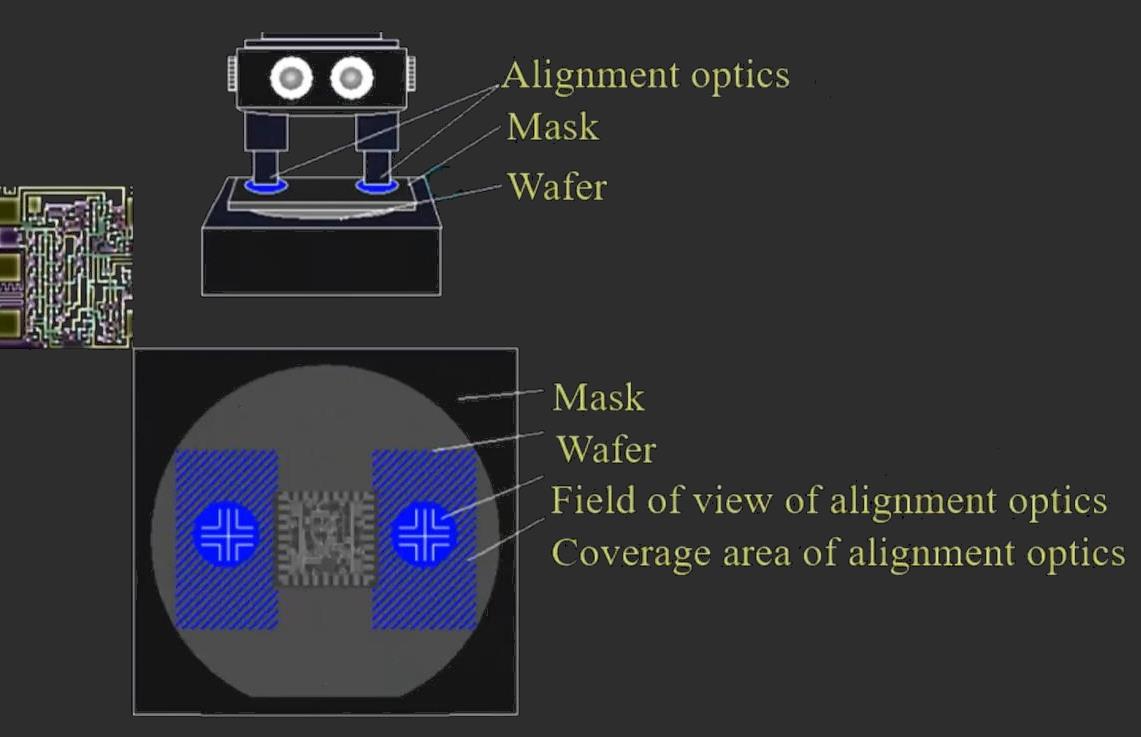 Alignment optics
Mask
Wafer
Mask
Wafer
Field of view of alignment optics
Coverage area of alignment optics